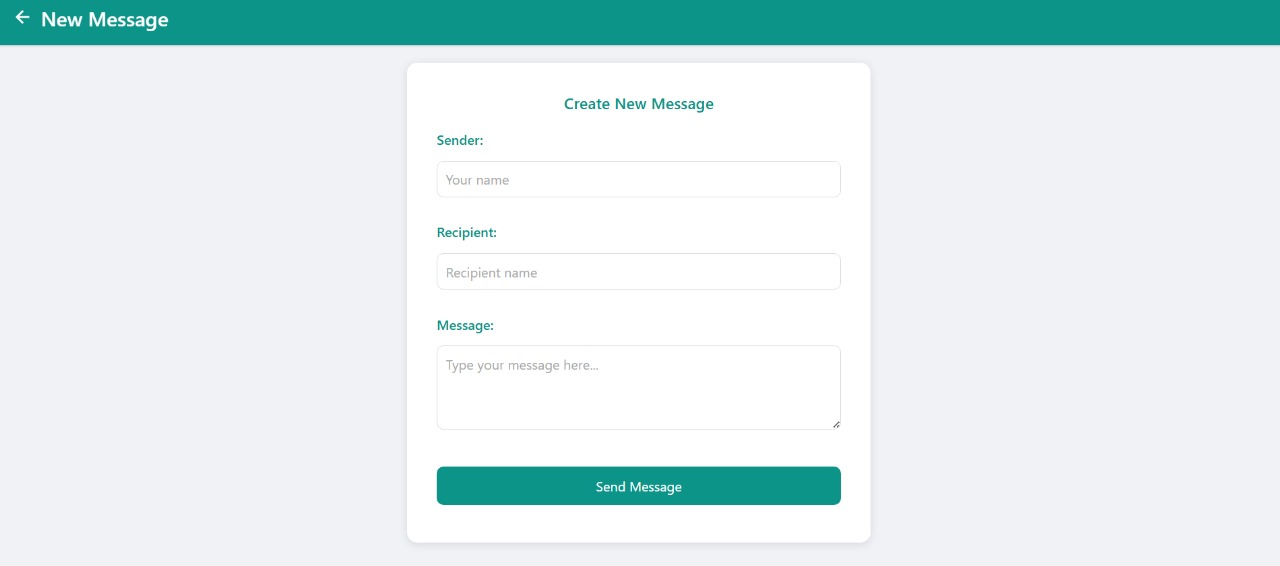 New Message
Create New Message
Sender:
Your name
Recipient:
Recipient name
Message:
Type your message here...
Send Message